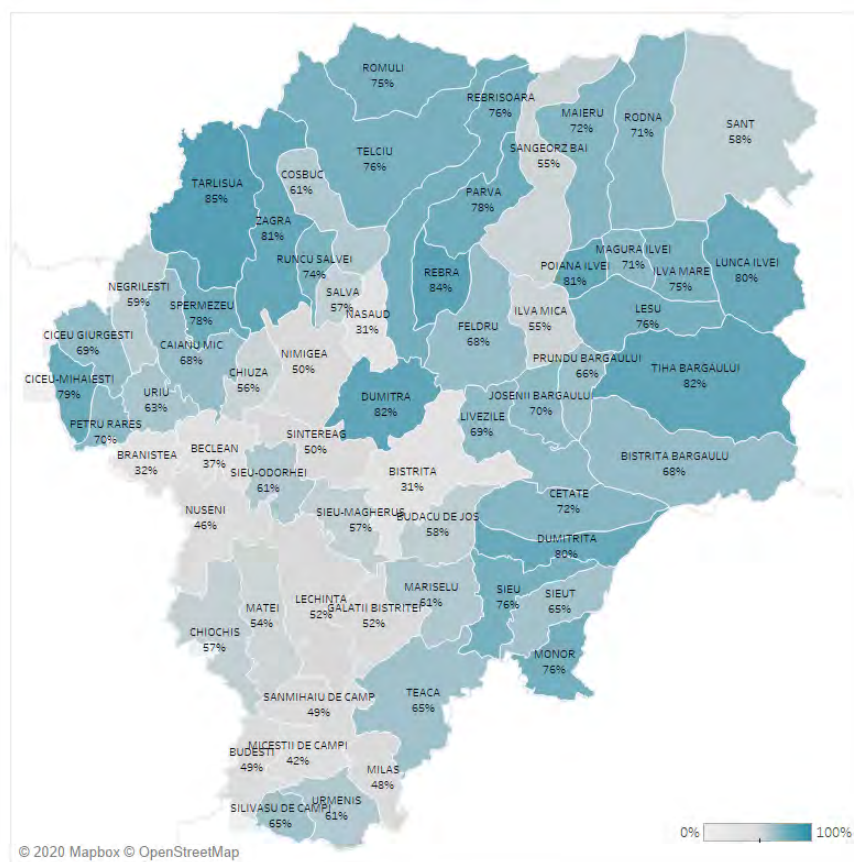 ROMULI
75%
REBRISOARA
76%
MAIERU
72%
RODNA
71%
SANT
58%
SANGEORZ BAI
55%
TELCIU
76%
COSBUC
61%
TARLISUA
85%
PARVA
78%
ZAGRA
81%
RUNCU SALVEI
74%
REBRA
84%
POIANA ILVEI
81%
MAGURA ILVEI
71%
ILVA MARE
75%
LUNCA ILVEI
80%
NEGRILESTI
59%
SPERMEZEU
78%
SALVA
57%
NASAUD
31%
ILVA MICA
55%
LESU
76%
FELDRU
68%
CICEU GIURGESTI
69%
CAIANU MIC
68%
NIMIGEA
50%
CHIUZA
56%
PRUNDU BARGAULUI
66%
TIHA BARGAULUI
82%
CICEU-MIHAIESTI
79%
URIU
63%
DUMITRA
82%
JOSENII BARGAULUI
70%
LIVEZILE
69%
PETRU RARES
70%
BRANISTEA
32%
BECLEAN
37%
SINTEREAG
50%
SIEU-ODORHEI
61%
BISTRITA
31%
BISTRITA BARGAULU
68%
CETATE
72%
NUSENI
46%
SIEU-MAGHERUS
57%
BUDACU DE JOS
58%
DUMITRITA
80%
MARISELU
61%
SIEU
76%
SIEUT
65%
LECHINTA
52%
GALATII BISTRITEI
52%
MATEI
54%
CHIOCHIS
57%
MONOR
76%
TEACA
65%
SANMIHAIU DE CAMP
49%
MICESTII DE CAMPI
42%
BUDESTI
49%
MILAS
48%
SILIVASU DE CAMPI
65%
URMENIS
61%
0%
100%
© 2020 Mapbox © OpenStreetMap